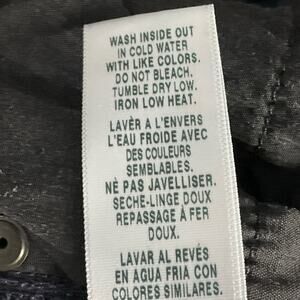 WASH INSIDE OUT
IN COLD WATER
WITH LIKE COLORS.
DO NOT BLEACH.
TUMBLE DRY LOW.
IRON LOW HEAT.
LAVÈR A L'ENVERS
L'EAU FROIDE AVEC
DES COULEURS
SEMBLABLES.
NÈ PAS JAVELLISER.
SECHE-LINGE DOUX
REPASSAGE À FER
DOUX.
LAVAR AL REVÉS
EN AGUA FRIA CON
COLORES SIMILARES.